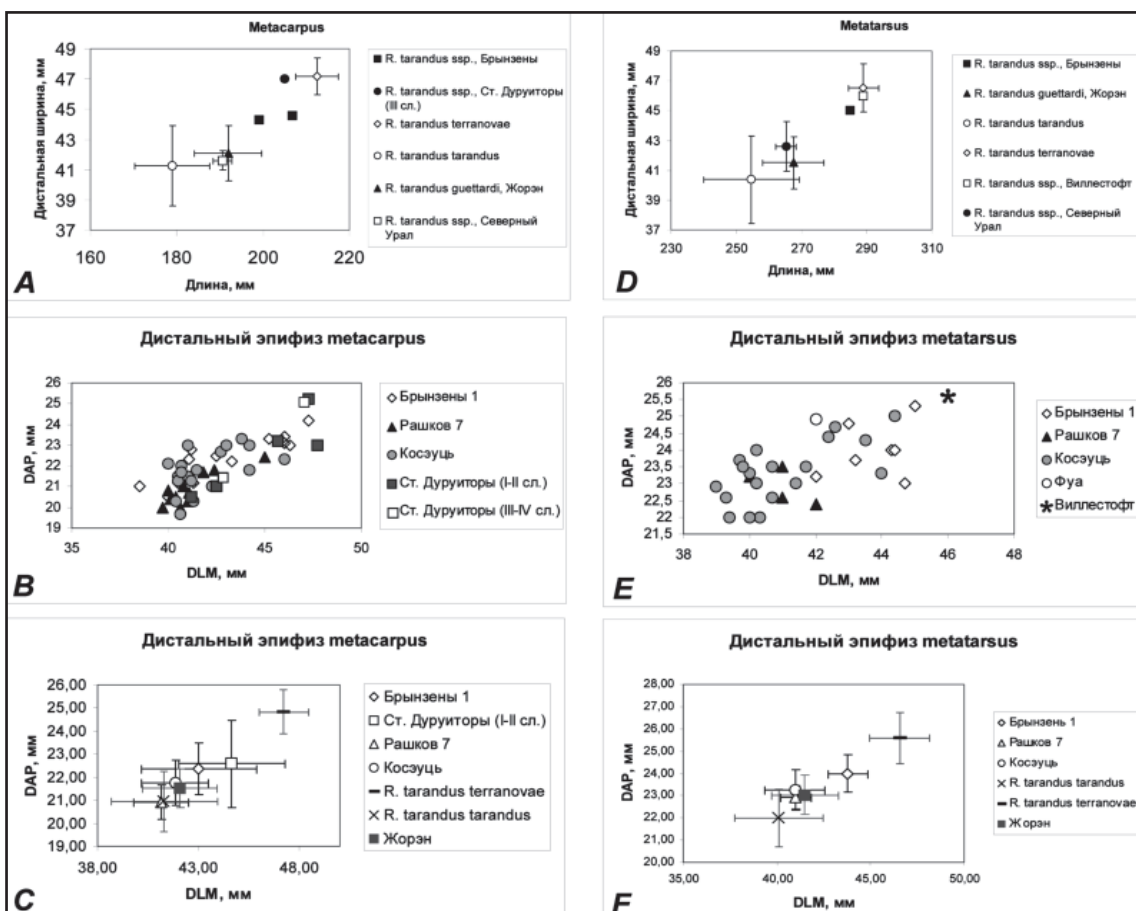 Metacarpus
Дистальная ширина, мм
49
47
45
43
41
39
37
160
180
200
220
Длина, мм
A
R. tarandus ssp., Брынзены
R. tarandus ssp., Ст. Дуруиторы
(III сл.)
R. tarandus terranovae
R. tarandus tarandus
R. tarandus guettardi, Жорэн
R. tarandus ssp., Северный
Урал
Metatarsus
Дистальная ширина, мм
49
47
45
43
41
39
37
230
250
270
290
310
Длина, мм
D
R. tarandus ssp., Брынзены
R. tarandus guettardi, Жорэн
R. tarandus tarandus
R. tarandus terranovae
R. tarandus ssp., Виллестофт
R. tarandus ssp., Северный
Урал
Дистальный эпифиз metacarpus
DAP, мм
26
25
24
23
22
21
20
19
35
40
45
50
DLM, мм
B
Брынзены 1
Рашков 7
Косэуць
Ст. Дуруиторы (I-II сл.)
Ст. Дуруиторы (III-IV сл.)
Дистальный эпифиз metatarsus
DAP, мм
26
25,5
25
24,5
24
23,5
23
22,5
22
21,5
38
40
42
44
46
48
DLM, мм
E
Брынзены 1
Рашков 7
Косэуць
Фуа
Виллестофт
Дистальный эпифиз metacarpus
DAP, мм
26,00
25,00
24,00
23,00
22,00
21,00
20,00
19,00
38,00
43,00
48,00
DLM, мм
C
Брынзены 1
Ст. Дуруиторы (I-II сл.)
Рашков 7
Косэуць
R. tarandus terranovae
R. tarandus tarandus
Жорэн
Дистальный эпифиз metatarsus
DAP, мм
28,00
27,00
26,00
25,00
24,00
23,00
22,00
21,00
20,00
35,00
40,00
45,00
50,00
DLM, мм
F
Брынзень 1
Рашков 7
Косэуць
R. tarandus tarandus
R. tarandus terranovae
Жорэн